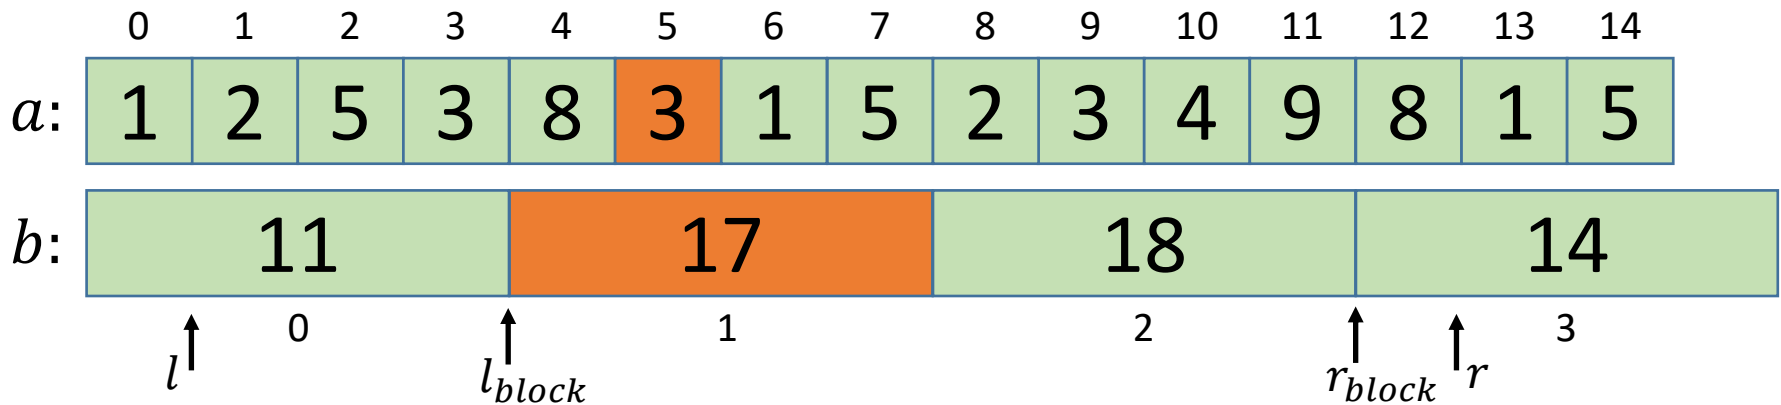 0 1 2 3 4 5 6 7 8 9 10 11 12 13 14
a: 1 2 5 3 8 3 1 5 2 3 4 9 8 1 5
b: 11 17 18 14
0 1 2 3
l l_block r_block r